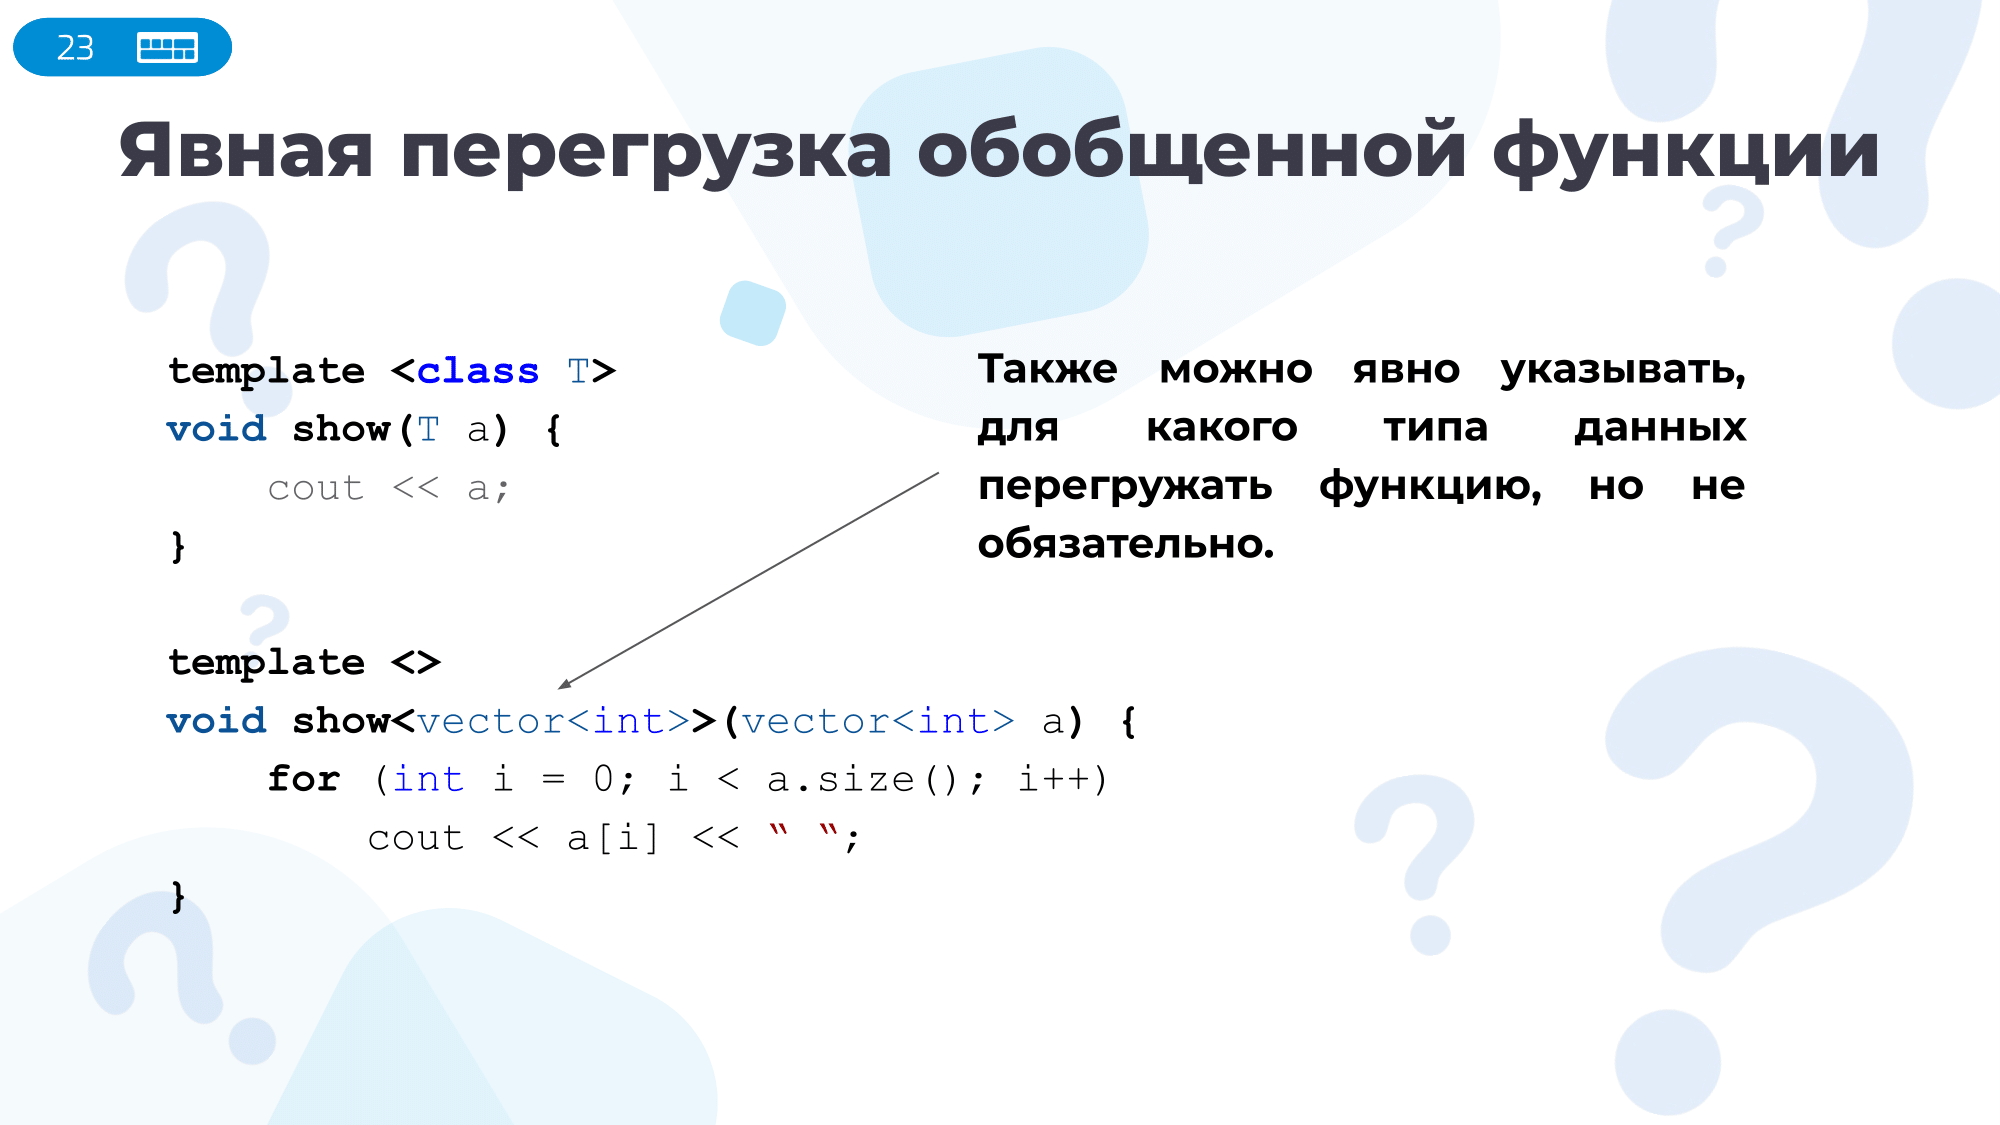 23
Явная перегрузка обобщенной функции
template <class T>
void show(T a) {
    cout << a;
}
Также можно явно указывать,
для какого типа данных
перегружать функцию, но не
обязательно.
template <>
void show<vector<int>>(vector<int> a) {
    for (int i = 0; i < a.size(); i++)
        cout << a[i] << “ “;
}